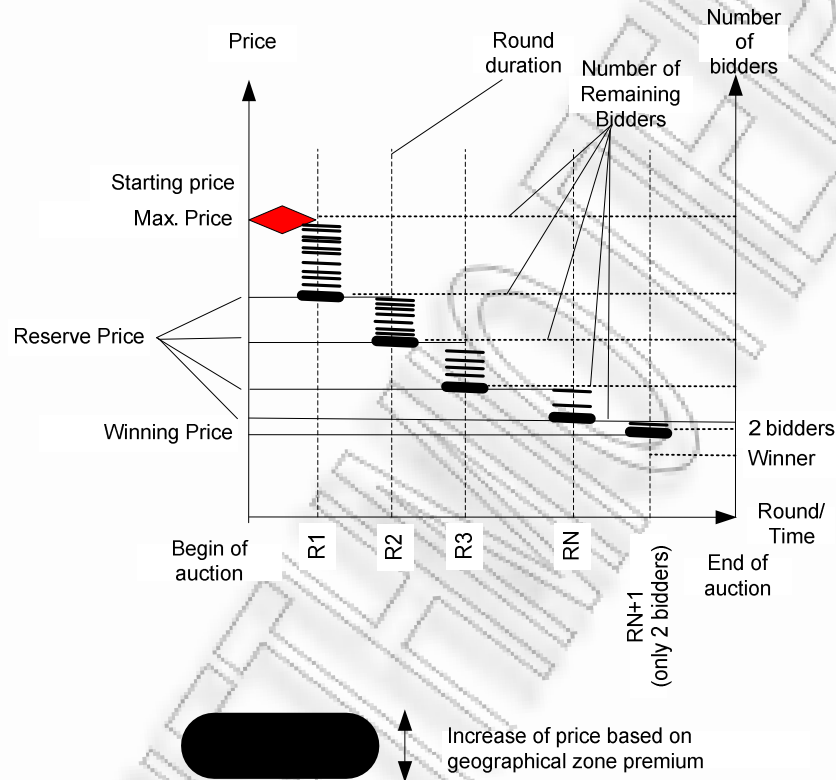 Price
Round
duration
Number
of
bidders
Number of
Remaining
Bidders
Starting price
Max. Price
Reserve Price
Winning Price
2 bidders
Winner
Round/
Time
Begin of
auction
R1
R2
R3
RN
RN+1
(only 2 bidders)
End of
auction
Increase of price based on
geographical zone premium